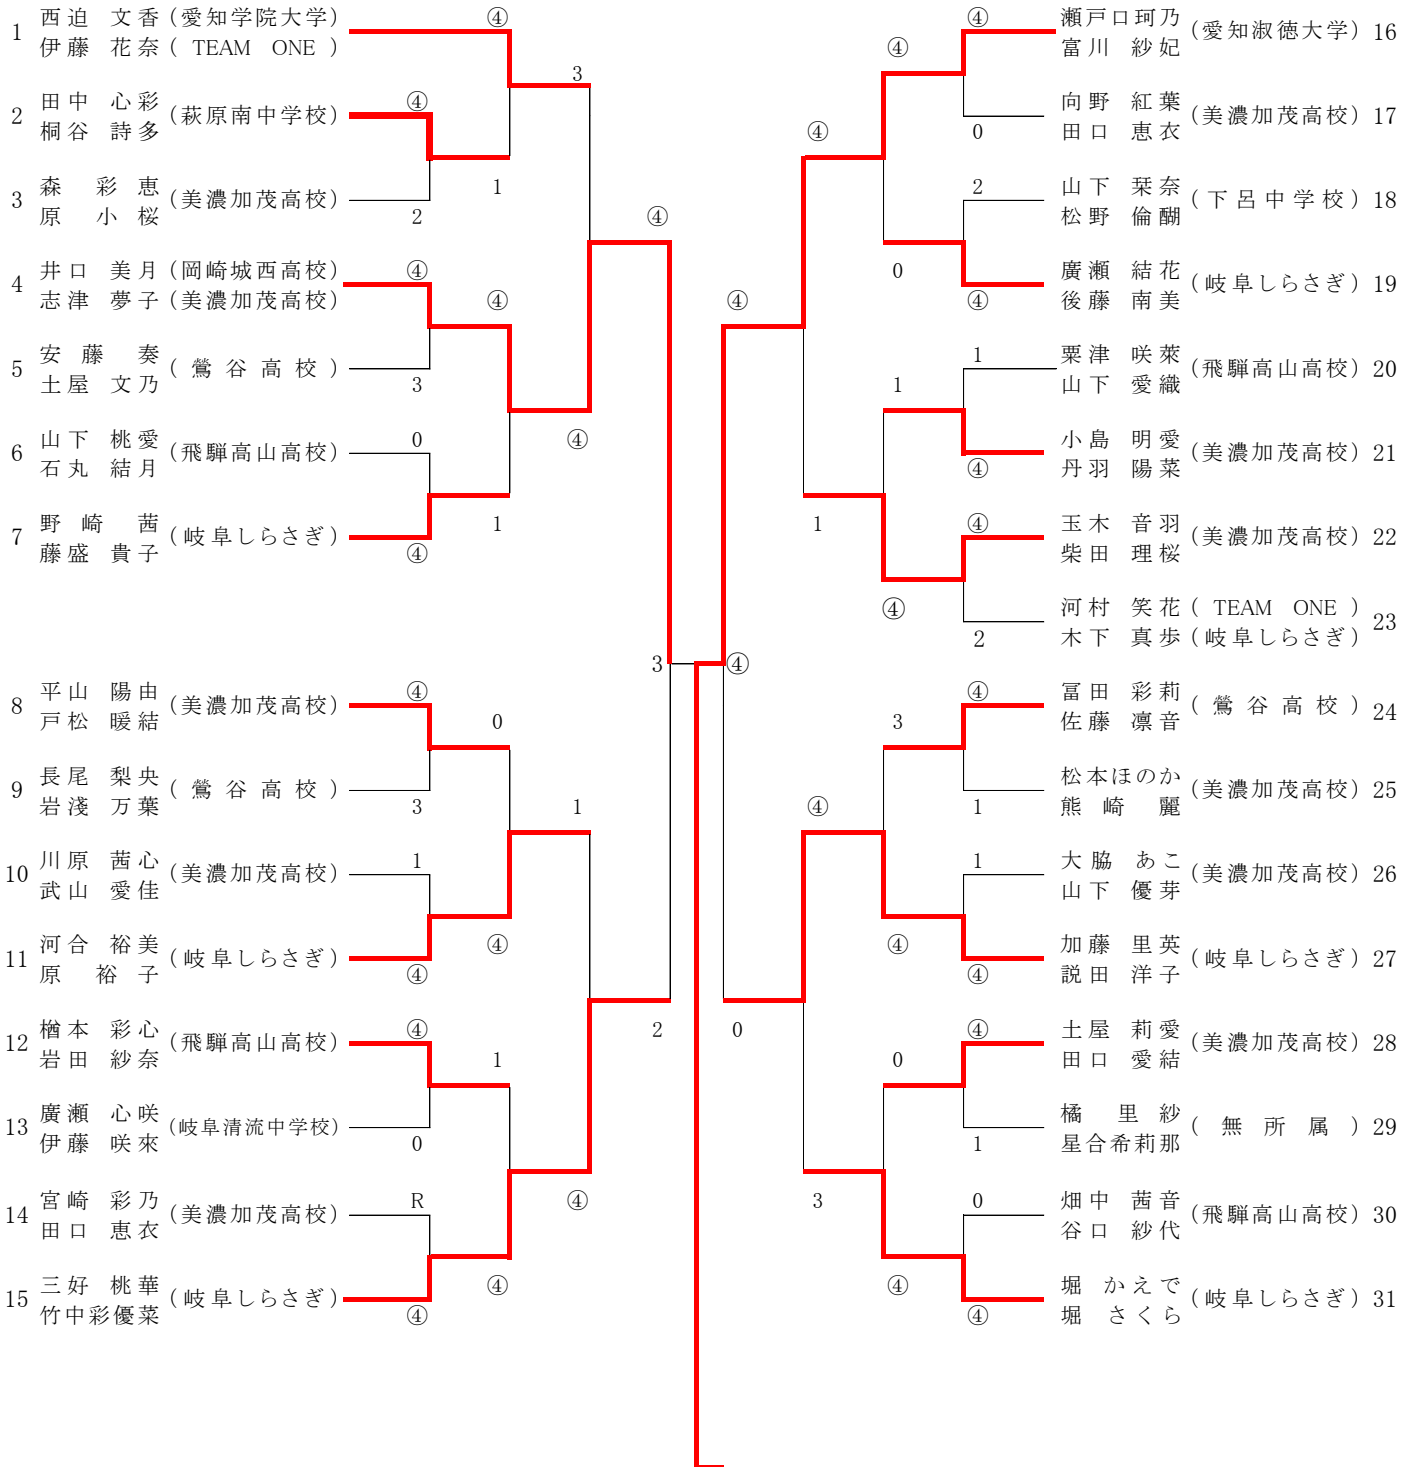 1 西迫 文香 (愛知学院大学)
伊藤 花奈 ( TEAM ONE )
④
2 田中 心彩 (萩原南中学校)
桐谷 詩多
④
3 森 彩恵 (美濃加茂高校)
原 小桜
2
1
3
4 井口 美月 (岡崎城西高校)
志津 夢子 (美濃加茂高校)
④
④
5 安藤 奏 (鶯谷高校)
土屋 文乃
3
6 山下 桃愛 (飛騨高山高校)
石丸 結月
0
7 野崎 茜 (岐阜しらさぎ)
藤盛 貴子
④
1
④
④
8 平山 陽由 (美濃加茂高校)
戸松 暖結
④
0
9 長尾 梨央 (鶯谷高校)
岩淺 万葉
3
10 川原 茜心 (美濃加茂高校)
武山 愛佳
1
11 河合 裕美 (岐阜しらさぎ)
原 裕子
④
④
1
12 楢本 彩心 (飛騨高山高校)
岩田 紗奈
④
1
13 廣瀬 心咲 (岐阜清流中学校)
伊藤 咲來
0
14 宮崎 彩乃 (美濃加茂高校)
田口 恵衣
R
15 三好 桃華 (岐阜しらさぎ)
竹中彩優菜
④
④
④
2
3
④
④
瀬戸口珂乃 (愛知淑徳大学) 16
富川 紗妃
④
④
向野 紅葉 (美濃加茂高校) 17
田口 恵衣
0
山下 栞奈 (下呂中学校) 18
松野 倫醐
2
廣瀬 結花 (岐阜しらさぎ) 19
後藤 南美
④
0
④
粟津 咲莱 (飛騨高山高校) 20
山下 愛織
1
小島 明愛 (美濃加茂高校) 21
丹羽 陽菜
④
1
玉木 音羽 (美濃加茂高校) 22
柴田 理桜
④
河村 笑花 ( TEAM ONE ) 23
木下 真歩 (岐阜しらさぎ)
2
④
1
冨田 彩莉 (鶯谷高校) 24
佐藤 凛音
④
3
松本ほのか (美濃加茂高校) 25
熊崎 麗
1
大脇 あこ (美濃加茂高校) 26
山下 優芽
1
加藤 里英 (岐阜しらさぎ) 27
説田 洋子
④
④
④
土屋 莉愛 (美濃加茂高校) 28
田口 愛結
④
0
橘 里紗 (無所属) 29
星合希莉那
1
畑中 茜音 (飛騨高山高校) 30
谷口 紗代
0
堀 かえで (岐阜しらさぎ) 31
堀 さくら
④
④
3
0